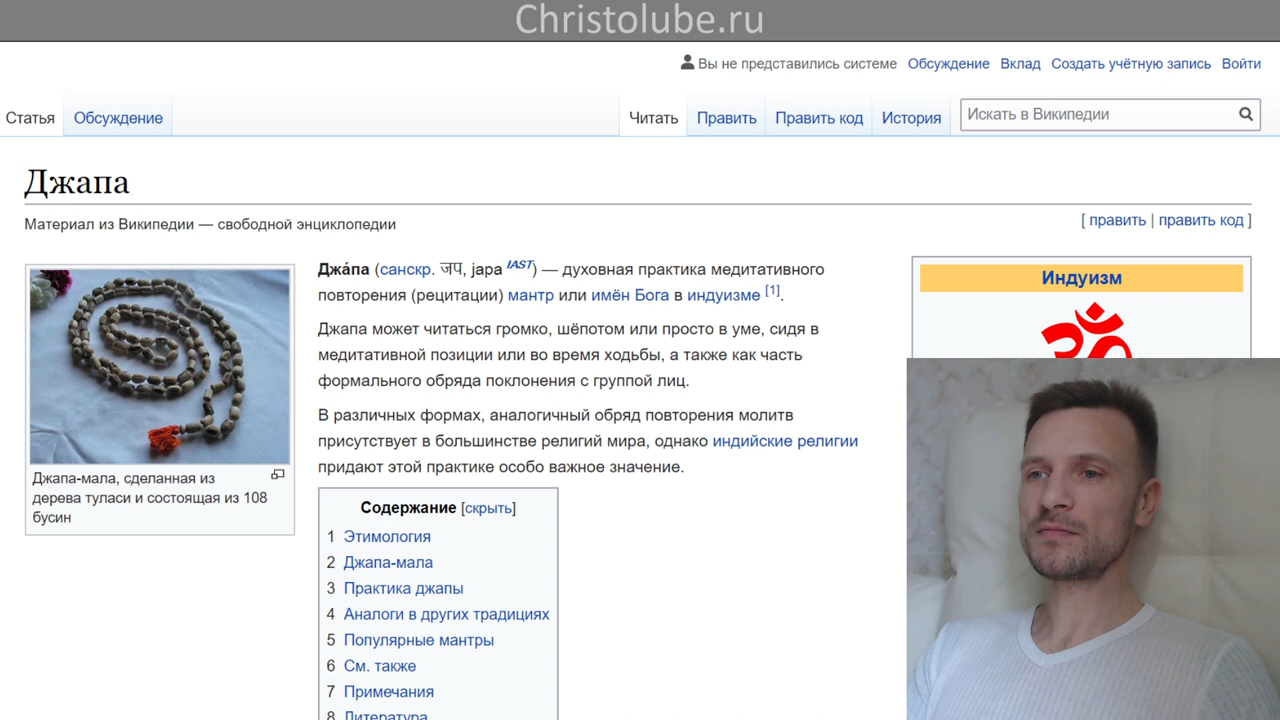 Christolube.ru
Вы не представились системе Обсуждение Вклад Создать учётную запись Войти
Статья Обсуждение Читать Править Править код История Искать в Википедии
Джапа
Материал из Википедии — свободной энциклопедии
[ править | править код ]
Джа́па (санскр. जप, japa IAST) — духовная практика медитативного
повторения (рецитации) мантр или имён Бога в индуизме [1].
Джапа может читаться громко, шёпотом или просто в уме, сидя в
медитативной позиции или во время ходьбы, а также как часть
формального обряда поклонения с группой лиц.
В различных формах, аналогичный обряд повторения молитв
присутствует в большинстве религий мира, однако индийские религии
придают этой практике особо важное значение.
Джапа-мала, сделанная из
дерева туласи и состоящая из 108
бусин
Индуизм
ॐ
Содержание [скрыть]
1 Этимология
2 Джапа-мала
3 Практика джапы
4 Аналоги в других традициях
5 Популярные мантры
6 См. также
7 Примечания
8 Литература